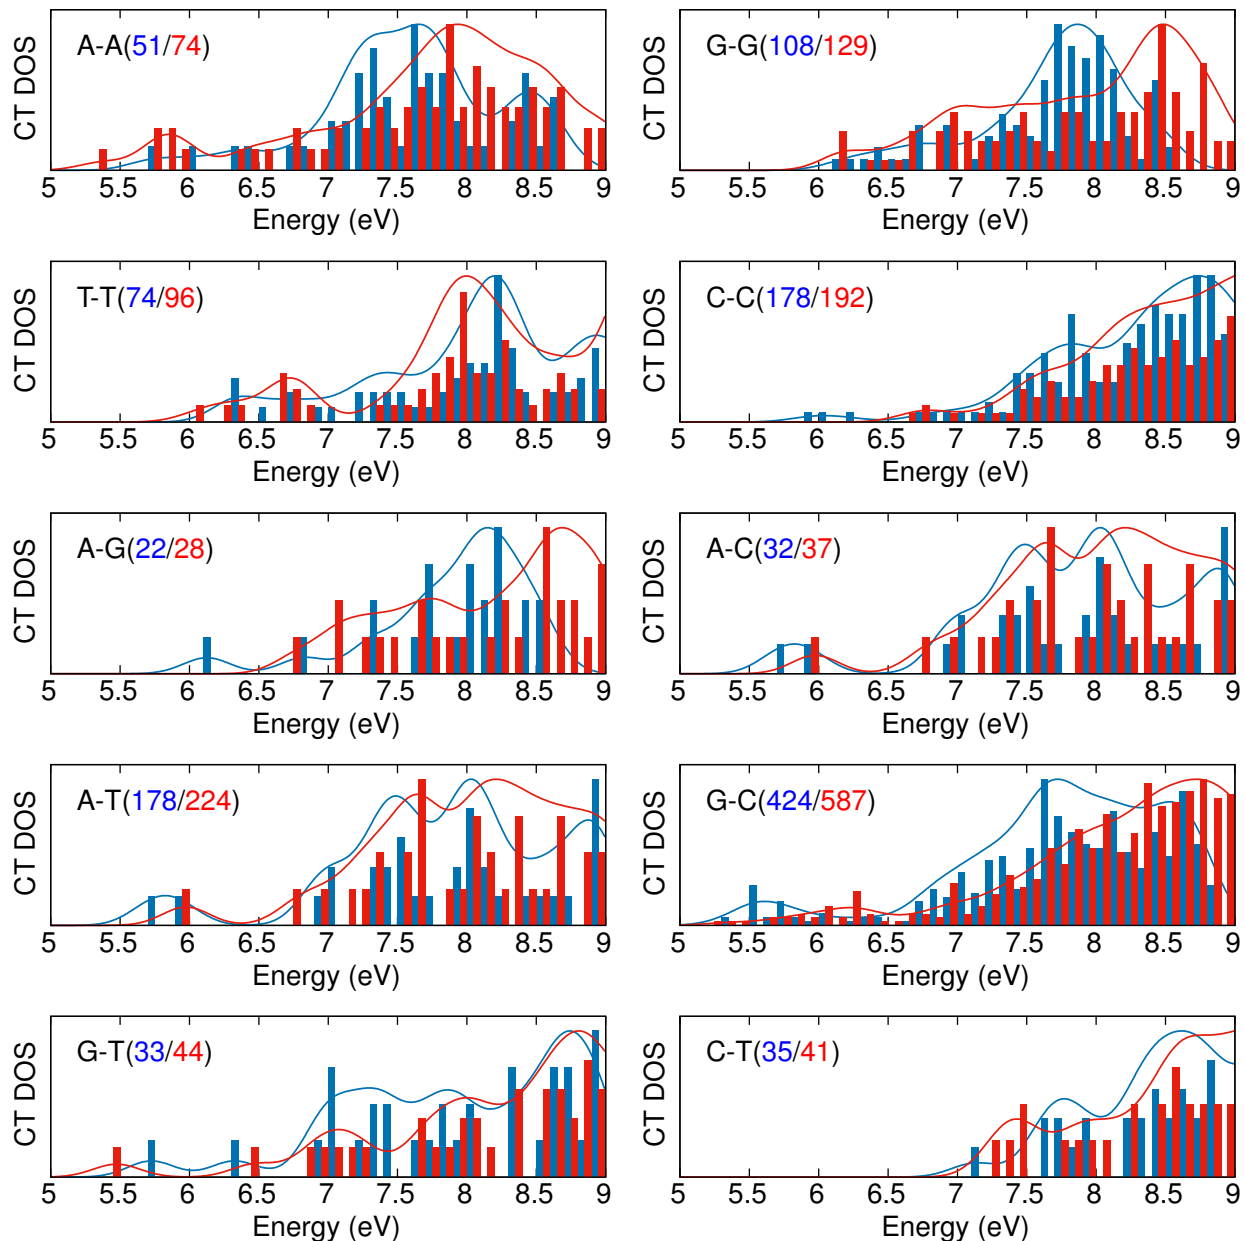 CT DOS
A-A(51/74)
5 5.5 6 6.5 7 7.5 8 8.5 9
Energy (eV)
CT DOS
G-G(108/129)
5 5.5 6 6.5 7 7.5 8 8.5 9
Energy (eV)
CT DOS
T-T(74/96)
5 5.5 6 6.5 7 7.5 8 8.5 9
Energy (eV)
CT DOS
C-C(178/192)
5 5.5 6 6.5 7 7.5 8 8.5 9
Energy (eV)
CT DOS
A-G(22/28)
5 5.5 6 6.5 7 7.5 8 8.5 9
Energy (eV)
CT DOS
A-C(32/37)
5 5.5 6 6.5 7 7.5 8 8.5 9
Energy (eV)
CT DOS
A-T(178/224)
5 5.5 6 6.5 7 7.5 8 8.5 9
Energy (eV)
CT DOS
G-C(424/587)
5 5.5 6 6.5 7 7.5 8 8.5 9
Energy (eV)
CT DOS
G-T(33/44)
5 5.5 6 6.5 7 7.5 8 8.5 9
Energy (eV)
CT DOS
C-T(35/41)
5 5.5 6 6.5 7 7.5 8 8.5 9
Energy (eV)